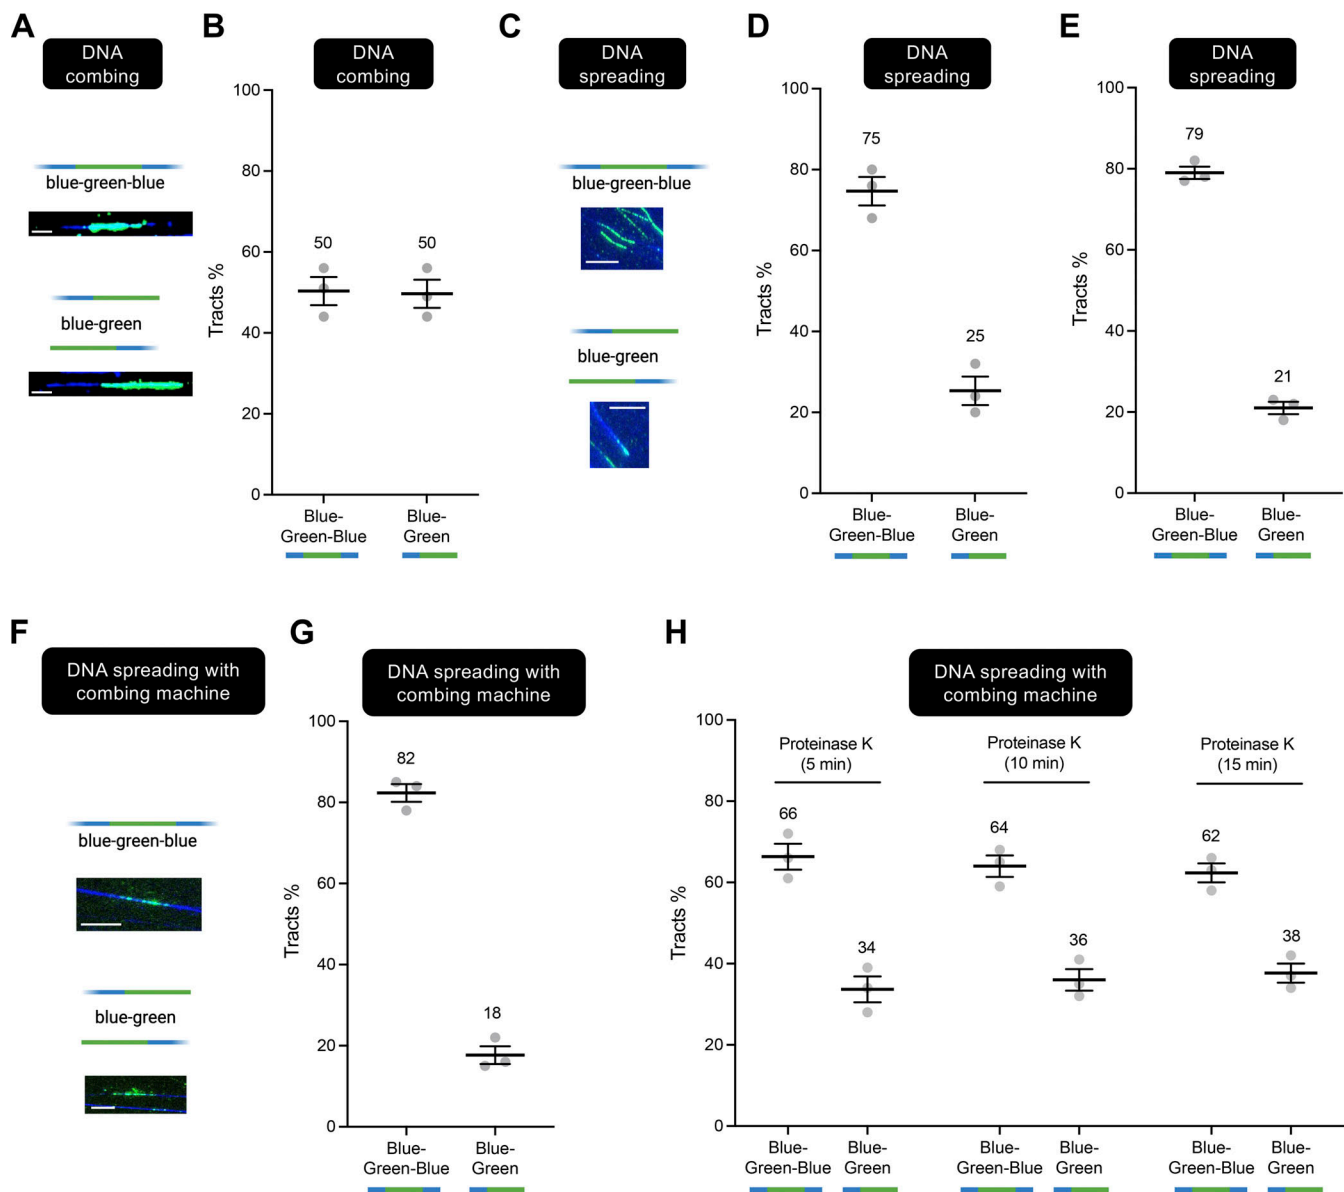 A
DNA
combing
blue-green-blue
blue-green
B
DNA
combing
Tracts %
100
80
60
40
20
0
50
50
Blue-
Green-Blue
Blue-
Green
C
DNA
spreading
blue-green-blue
blue-green
D
DNA
spreading
Tracts %
100
80
60
40
20
0
75
25
Blue-
Green-Blue
Blue-
Green
E
DNA
spreading
Tracts %
100
80
60
40
20
0
79
21
Blue-
Green-Blue
Blue-
Green
F
DNA spreading with
combing machine
blue-green-blue
blue-green
G
DNA spreading with
combing machine
Tracts %
100
80
60
40
20
0
82
18
Blue-
Green-Blue
Blue-
Green
H
DNA spreading with
combing machine
Tracts %
100
80
60
40
20
0
Proteinase K
(5 min)
66
34
Proteinase K
(10 min)
64
36
Proteinase K
(15 min)
62
38
Blue-
Green-Blue
Blue-
Green
Blue-
Green-Blue
Blue-
Green
Blue-
Green-Blue
Blue-
Green